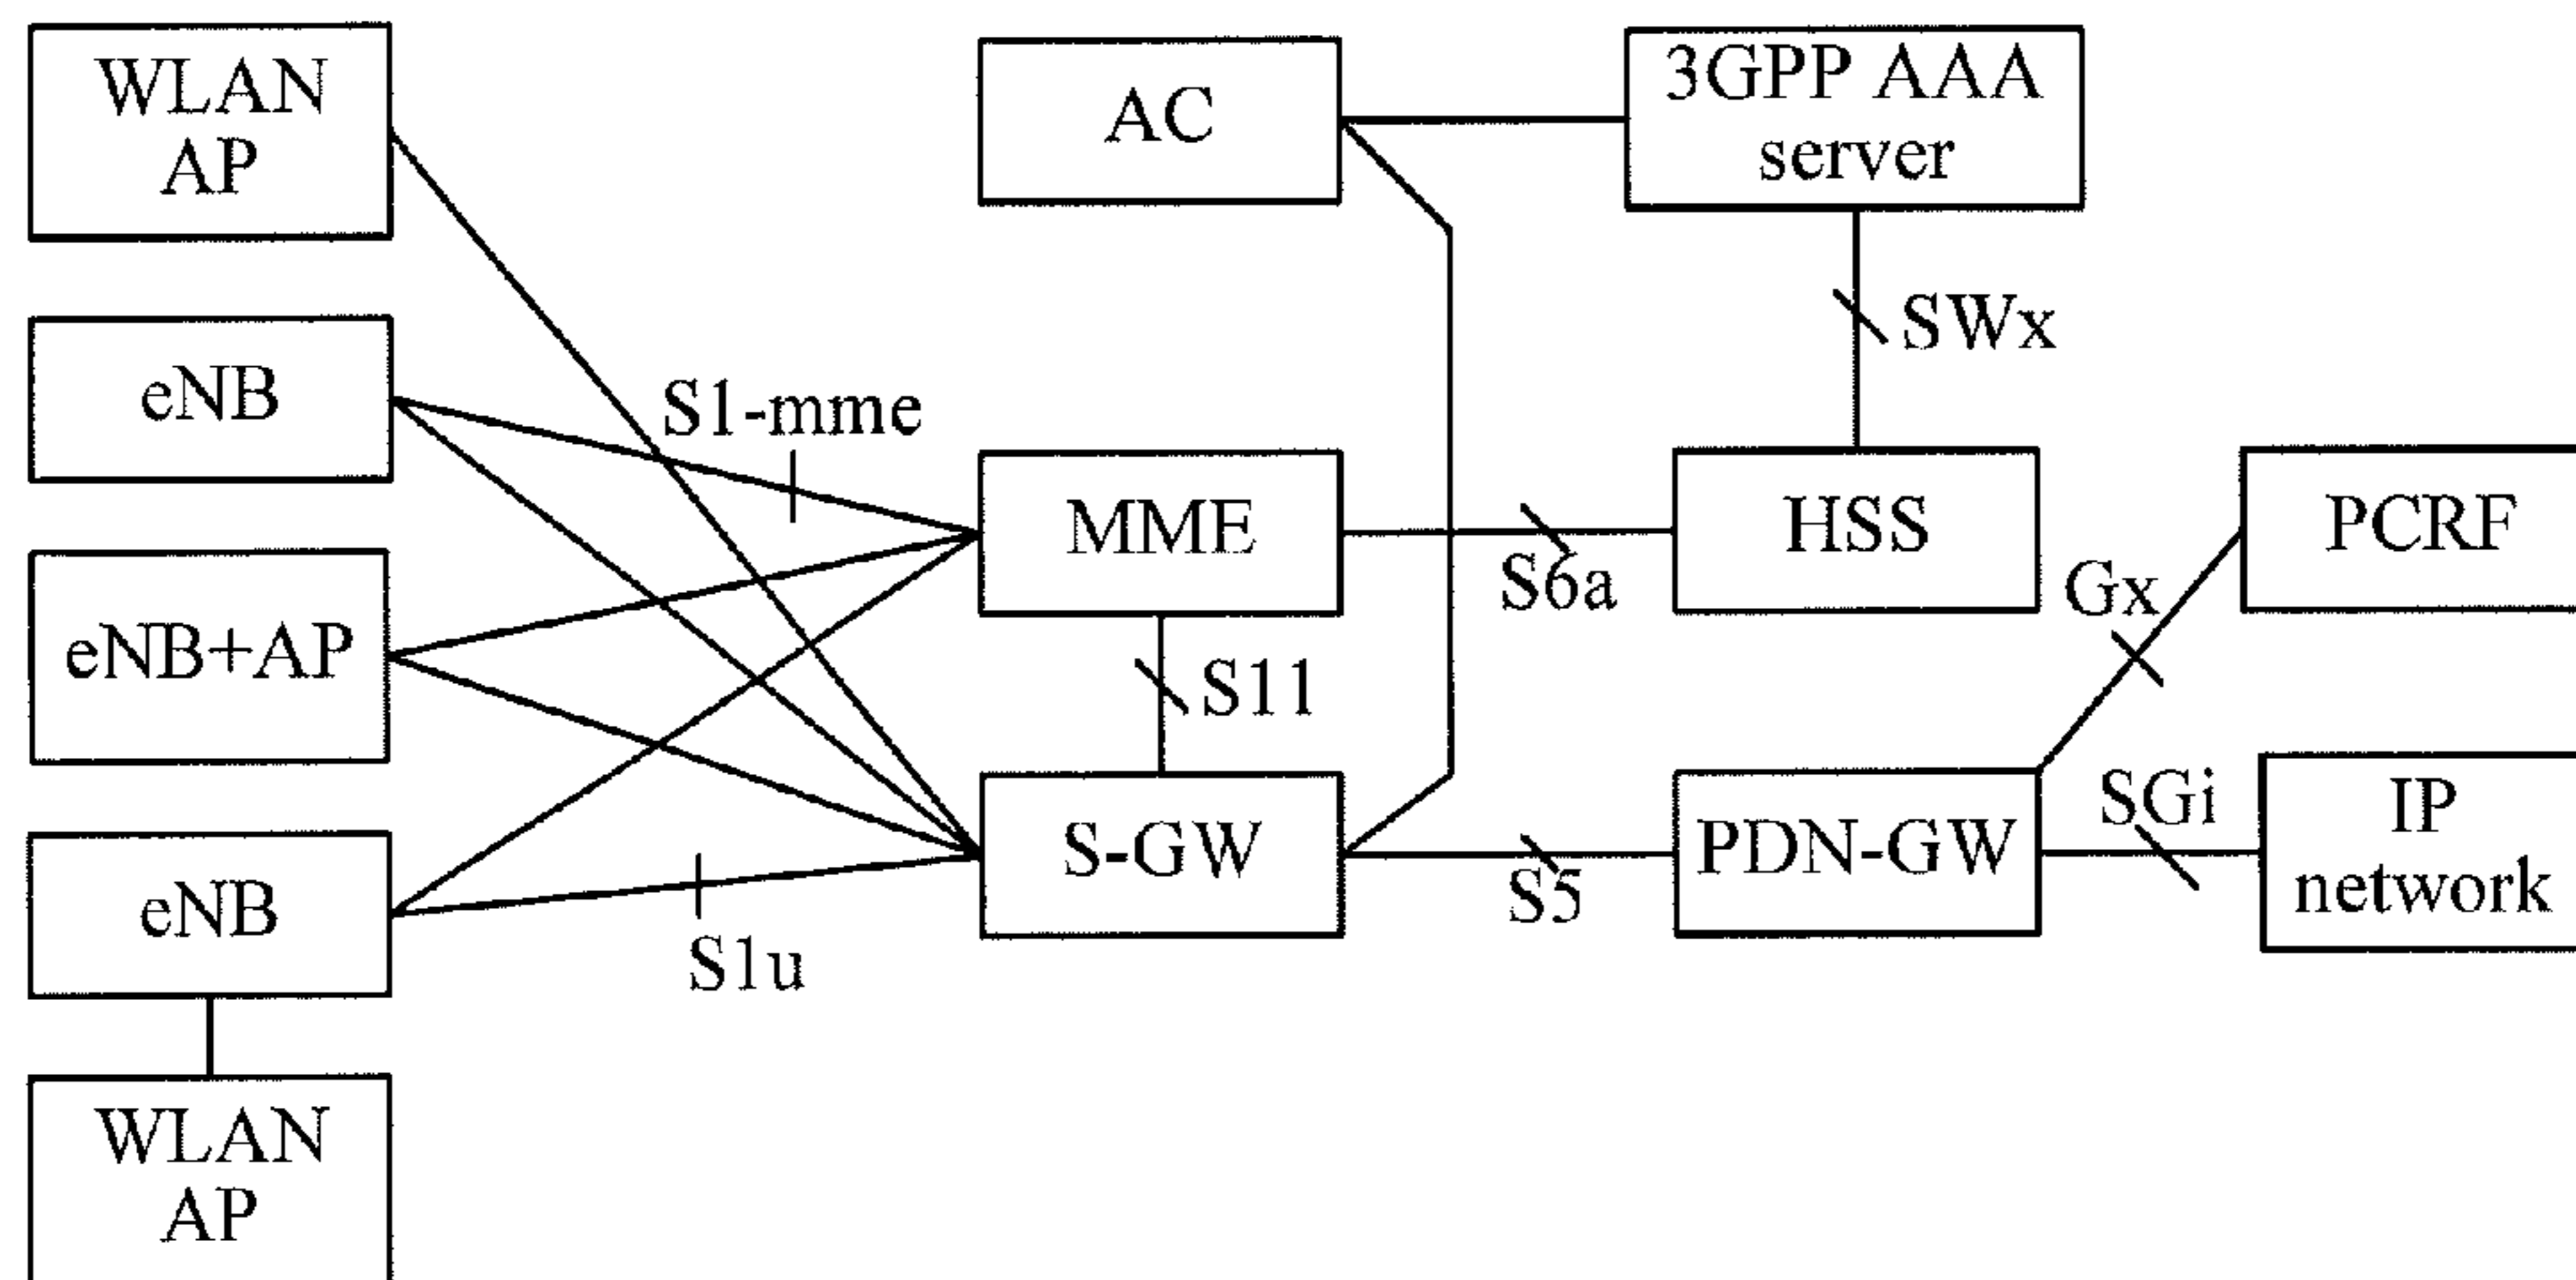 WLAN
AP
AC
3GPP AAA
server
SWx
eNB
S1-mme
MME
S6a
HSS
PCRF
Gx
eNB+AP
S11
S-GW
S5
PDN-GW
SGi
IP
network
eNB
S1u
WLAN
AP